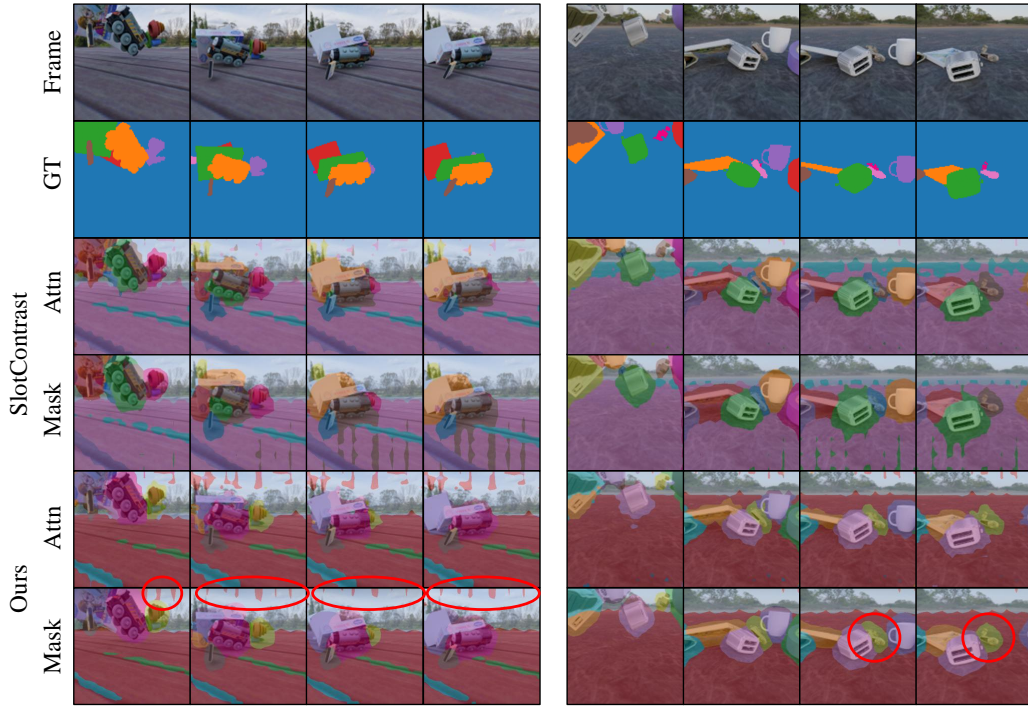 Frame
GT
SlotContrast
Attn
Mask
Ours
Attn
Mask